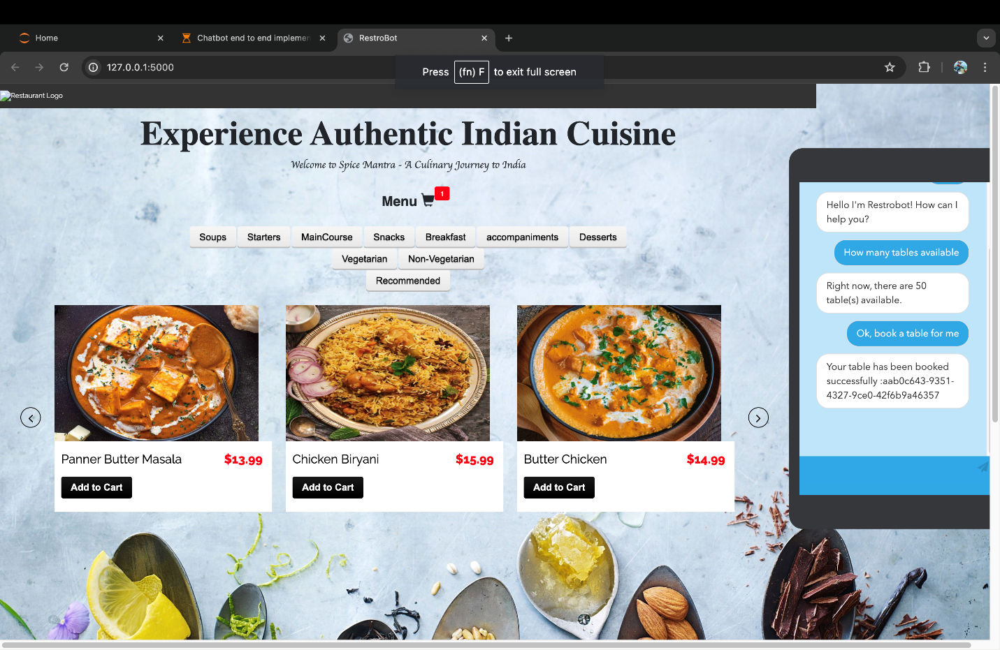 Home
Chatbot end to end implemen
RestroBot
127.0.0.1:5000
Press (fn) F to exit full screen
Restaurant Logo
Experience Authentic Indian Cuisine
Welcome to Spice Mantra - A Culinary Journey to India
Menu 1
Soups Starters MainCourse Snacks Breakfast accompaniments Desserts
Vegetarian Non-Vegetarian
Recommended
Panner Butter Masala $13.99
Add to Cart
Chicken Biryani $15.99
Add to Cart
Butter Chicken $14.99
Add to Cart
Hello I'm Restrobot! How can I
help you?
How many tables available
Right now, there are 50
table(s) available.
Ok, book a table for me
Your table has been booked
successfully :aab0c643-9351-
4327-9ce0-42f6b9a46357